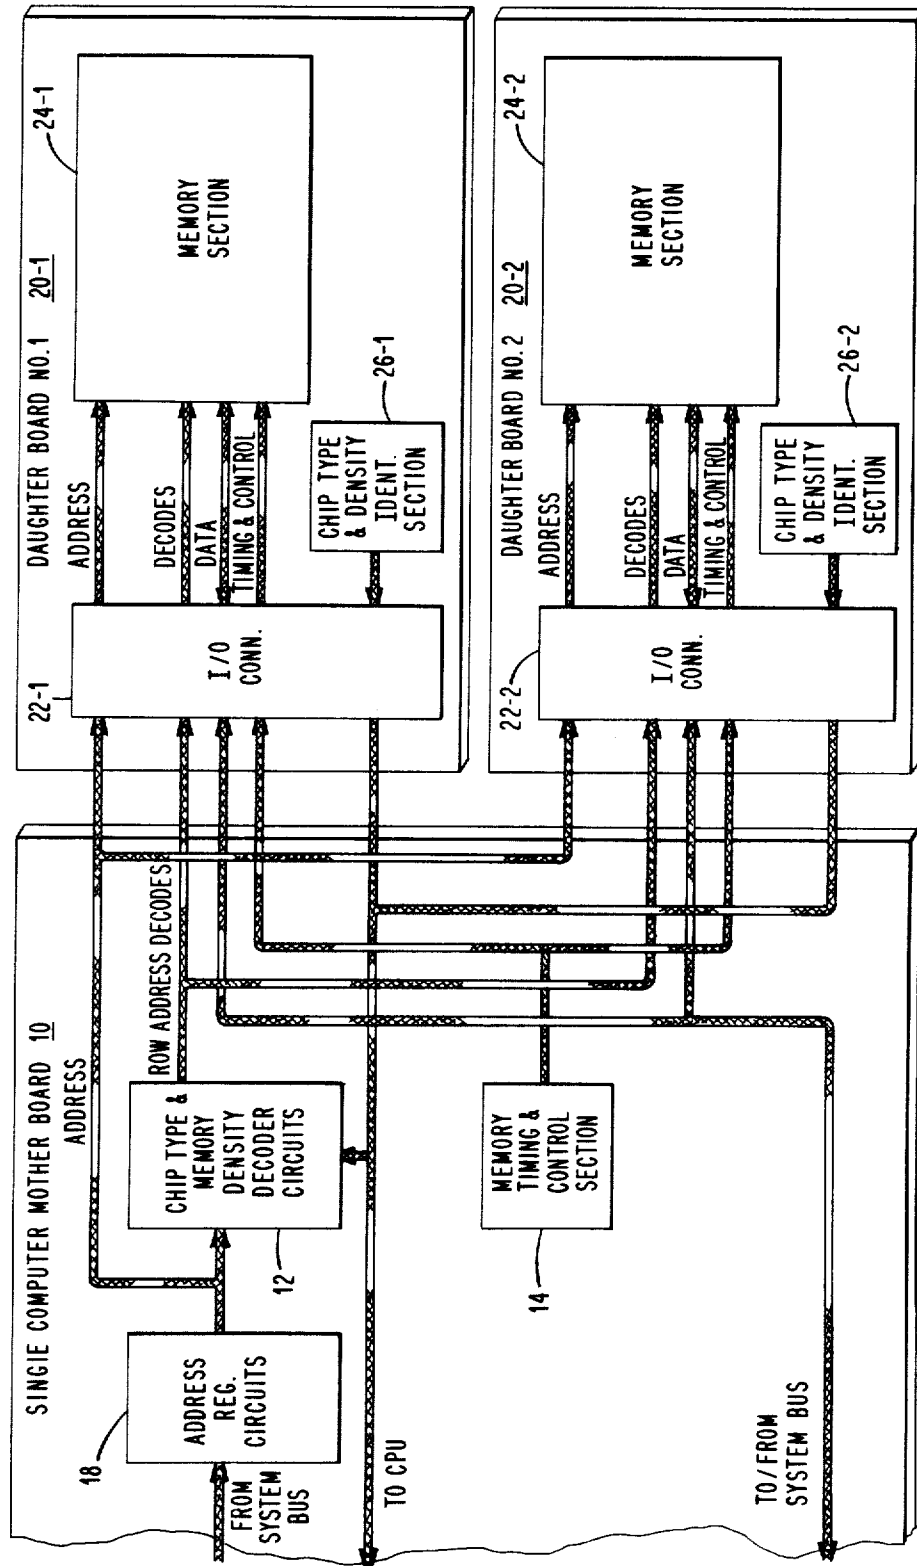 SINGIE COMPUTER MOTHER BOARD 10
ADDRESS
18
ADDRESS
REG.
CIRCUITS
FROM
SYSTEM
BUS
CHIP TYPE &
MEMORY
DENSITY
DECODER
CIRCUITS
12
ROW ADDRESS DECODES
TO CPU
MEMORY
TIMING &
CONTROL
SECTION
14
TO/FROM
SYSTEM BUS
DAUGHTER BOARD NO.1 20-1
22-1
I/O
CONN.
ADDRESS
DECODES
DATA
TIMING & CONTROL
MEMORY
SECTION
24-1
CHIP TYPE
& DENSITY
IDENT.
SECTION
26-1
DAUGHTER BOARD NO.2 20-2
22-2
I/O
CONN.
ADDRESS
DECODES
DATA
TIMING & CONTROL
MEMORY
SECTION
24-2
CHIP TYPE
& DENSITY
IDENT.
SECTION
26-2